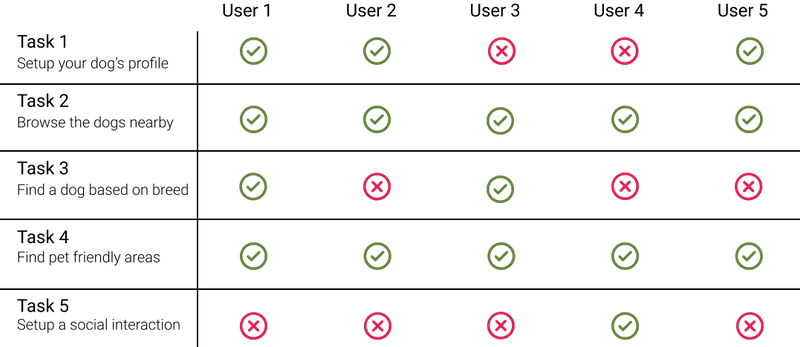 User 1 User 2 User 3 User 4 User 5
Task 1
Setup your dog’s profile
Task 2
Browse the dogs nearby
Task 3
Find a dog based on breed
Task 4
Find pet friendly areas
Task 5
Setup a social interaction